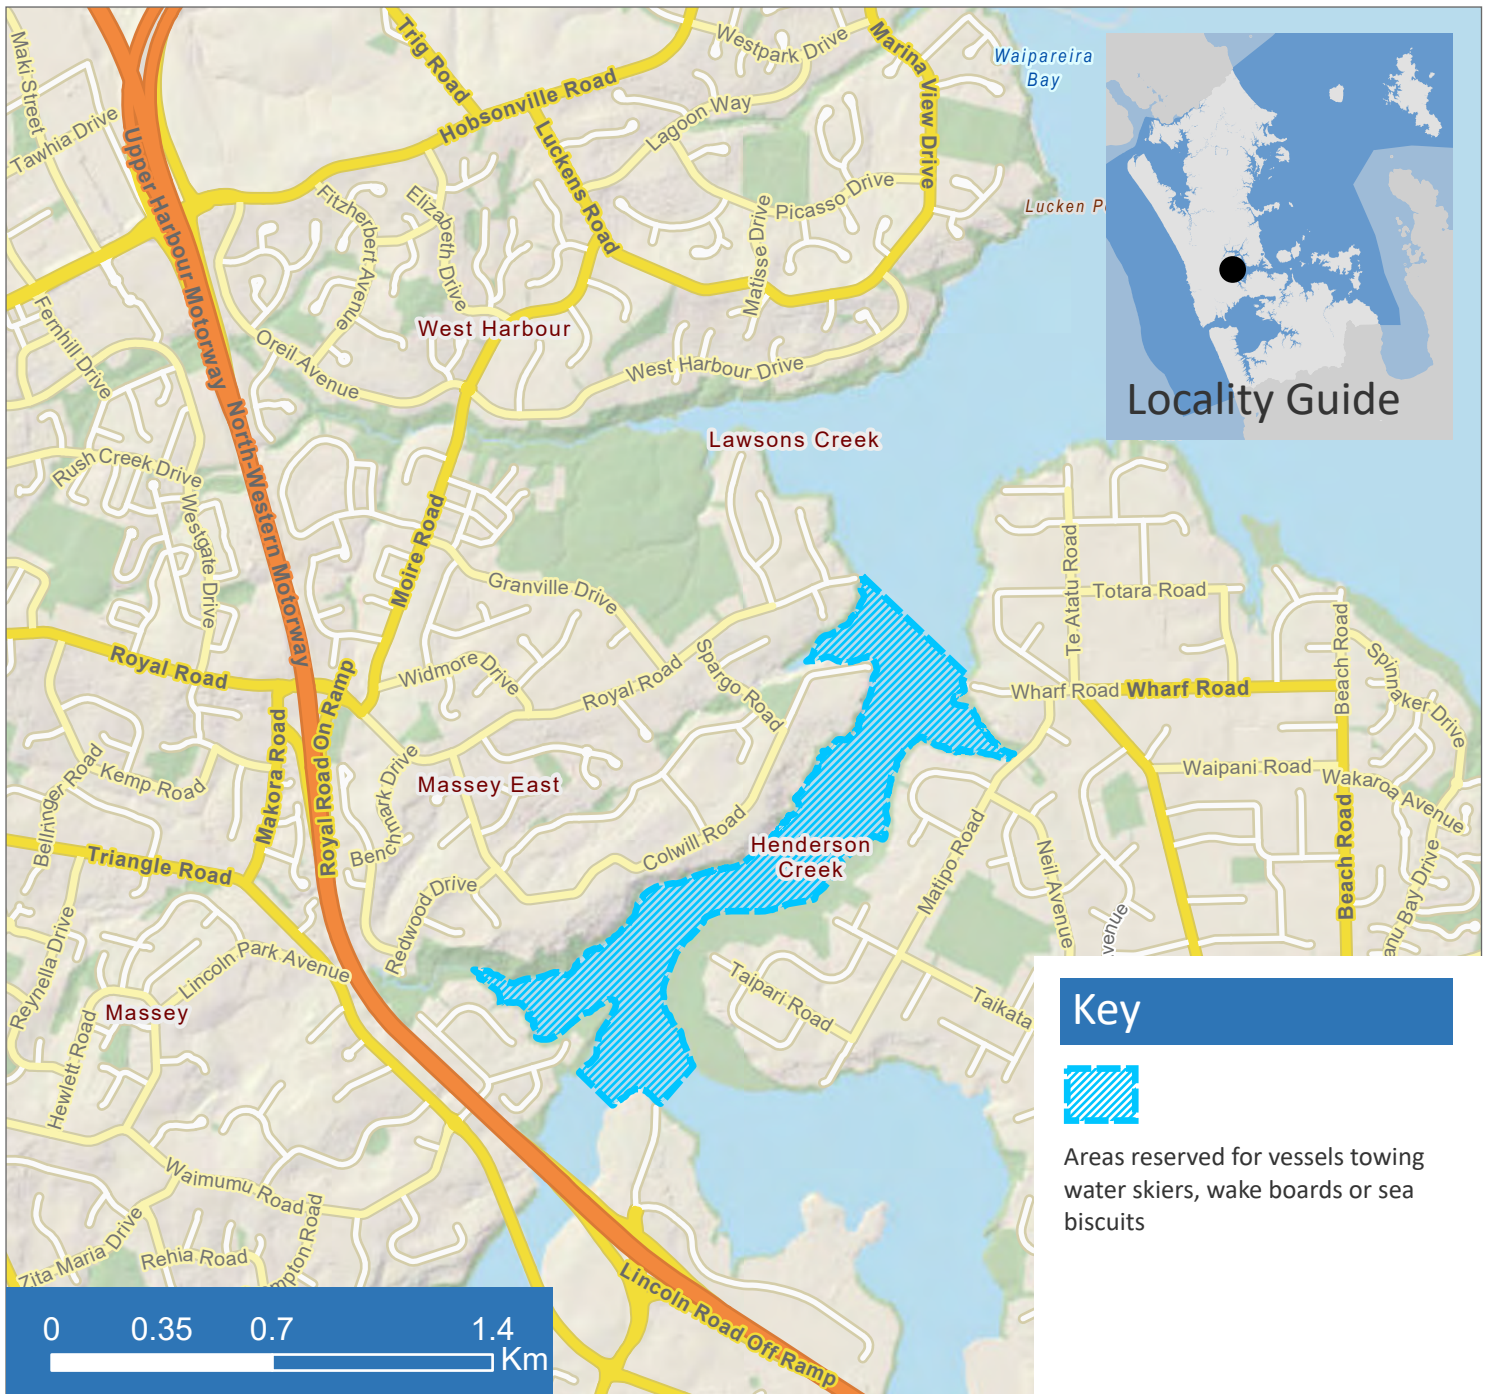 Maki Street
Tawhia Drive
Trig Road
Westpark Drive
Marina View Drive
Waipareira
Bay
Upper Harbour Motorway
Hobsonville Road
Lagoon Way
Luckens Road
Fitzherbert Avenue
Elizabeth Drive
Picasso Drive
Matisse Drive
Lucken
Locality Guide
Fernhill Drive
Oreil Avenue
West Harbour
West Harbour Drive
North-Western Motorway
Lawsons Creek
Rush Creek Drive
Westgate Drive
Moire Road
Granville Drive
Te Atatu Road
Totara Road
Beach Road
Spinnaker Drive
Royal Road
Widmore Drive
Royal Road
Spargo Road
Wharf Road
Wharf Road
Royal Road On Ramp
Makora Road
Kemp Road
Bellringer Road
Benchmark Drive
Massey East
Waipani Road
Wakaroa Avenue
Triangle Road
Colwill Road
Henderson
Creek
Matipo Road
Neil Avenue
Beach Road
Redwood Drive
Reynella Drive
Lincoln Park Avenue
Massey
Hewlett Road
Taipari Road
Taikata
Key
Areas reserved for vessels towing
water skiers, wake boards or sea
biscuits
Waimumu Road
Zita Maria Drive
Rehia Road
Lincoln Road Off Ramp
0 0.35 0.7 1.4
Km